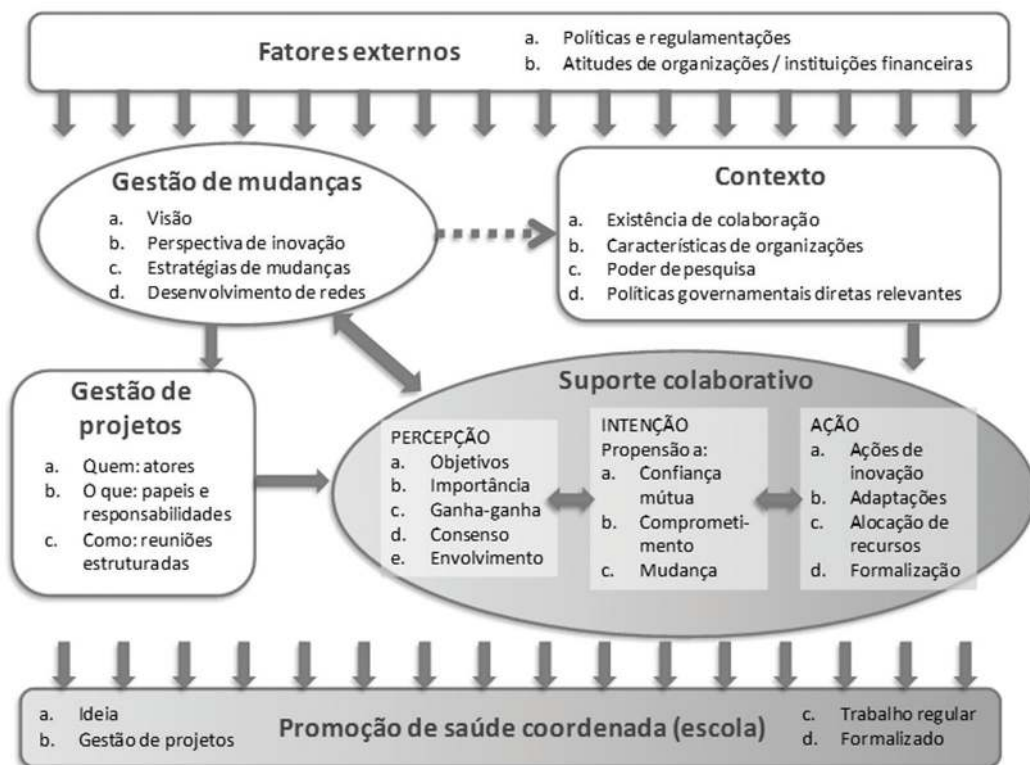 Fatores externos
a. Políticas e regulamentações
b. Atitudes de organizações / instituições financeiras
Gestão de mudanças
a. Visão
b. Perspectiva de inovação
c. Estratégias de mudanças
d. Desenvolvimento de redes
Contexto
a. Existência de colaboração
b. Características de organizações
c. Poder de pesquisa
d. Políticas governamentais diretas relevantes
Gestão de
projetos
a. Quem: atores
b. O que: papeis e
responsabilidades
c. Como: reuniões
estruturadas
Suporte colaborativo
PERCEPÇÃO
a. Objetivos
b. Importância
c. Ganha-ganha
d. Consenso
e. Envolvimento
INTENÇÃO
Propensão a:
a. Confiança
mútua
b. Comprometi-
mento
c. Mudança
AÇÃO
a. Ações de
inovação
b. Adaptações
c. Alocação de
recursos
d. Formalização
a. Ideia
b. Gestão de projetos
Promoção de saúde coordenada (escola)
c. Trabalho regular
d. Formalizado